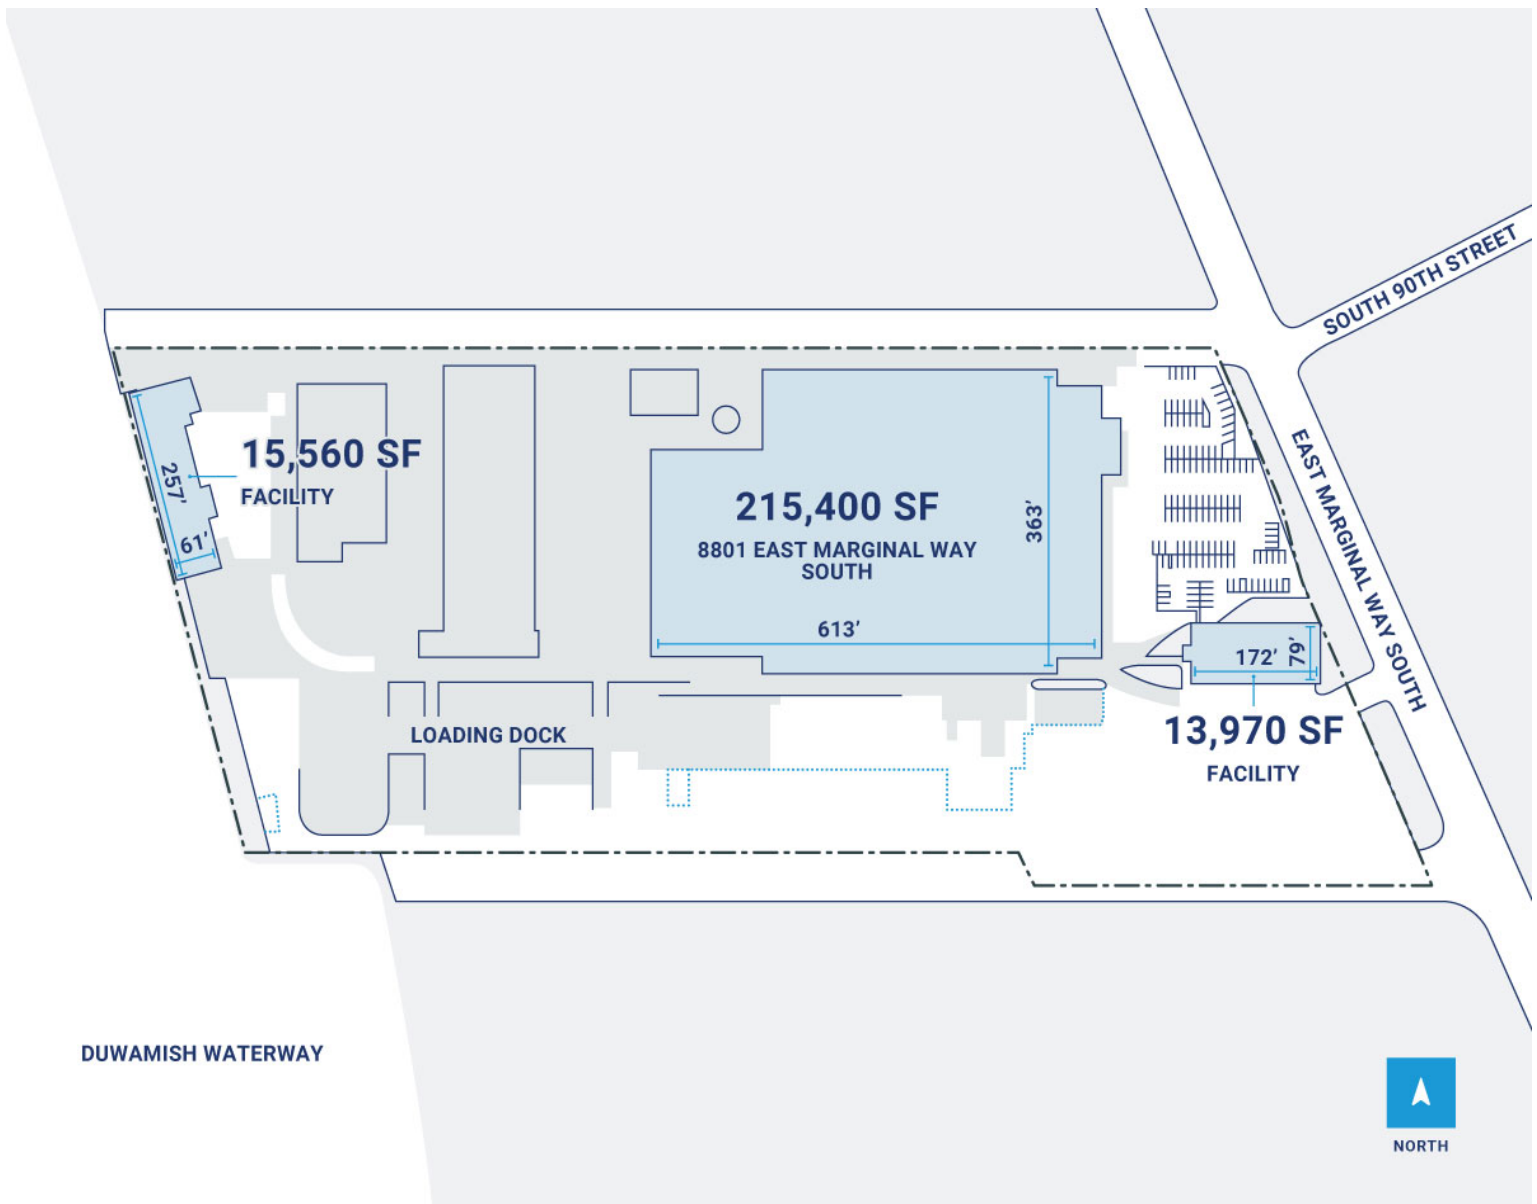 SOUTH 90TH STREET
EAST MARGINAL WAY SOUTH
15,560 SF
FACILITY
257’
61’
215,400 SF
8801 EAST MARGINAL WAY
SOUTH
363’
613’
172’
79’
13,970 SF
FACILITY
LOADING DOCK
DUWAMISH WATERWAY
NORTH